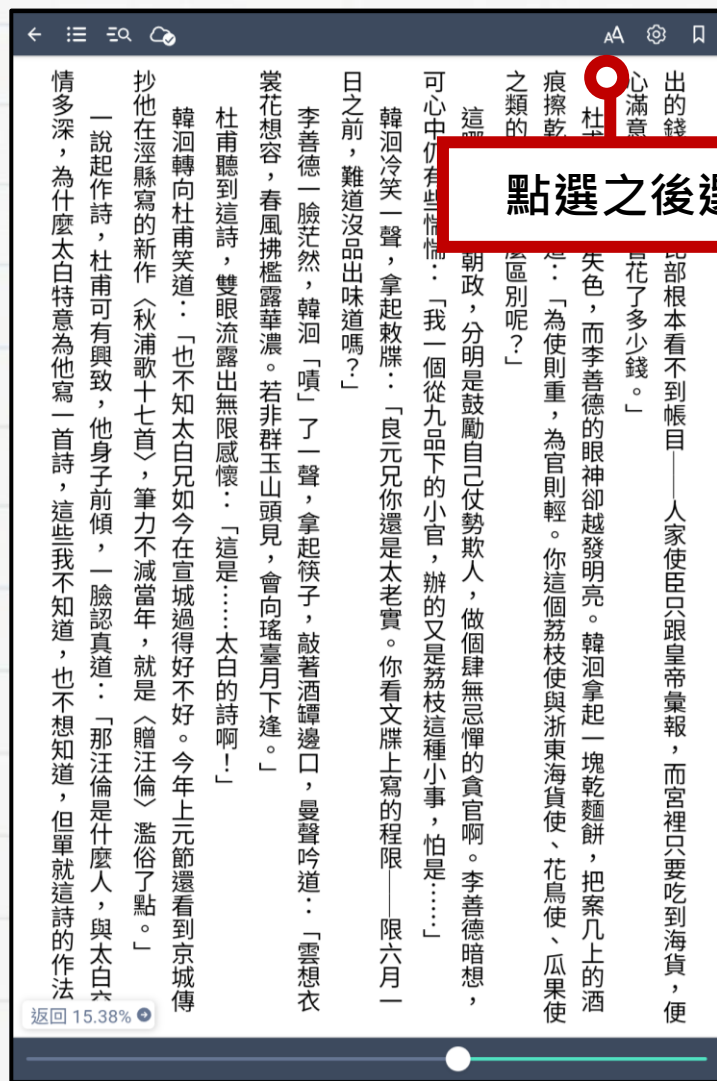 點選之後選
出的錢 部根本看不到帳目——人家使臣只跟皇帝彙報,而宮裡只要吃到海貨,便
心滿意 花了多少錢。」
杜 失色,而李善德的眼神卻越發明亮。韓洄拿起一塊乾麵餅,把案几上的酒
痕擦乾 道:「為使則重,為官則輕。你這個荔枝使與浙東海貨使、花鳥使、瓜果使
之類的 麼區別呢?」
這 朝政,分明是鼓勵自己仗勢欺人,做個肆無忌憚的貪官啊。李善德暗想,
可心中仍有些惴惴:「我一個從九品下的小官,辦的又是荔枝這種小事,怕是……」
韓洄冷笑一聲,拿起敕牒:「良元兄你還是太老實。你看文牒上寫的程限——限六月一
日之前,難道沒品出味道嗎?」
李善德一臉茫然,韓洄「嘖」了一聲,拿起筷子,敲著酒罈邊口,曼聲吟道:「雲想衣
裳花想容,春風拂檻露華濃。若非群玉山頭見,會向瑤臺月下逢。」
杜甫聽到這詩,雙眼流露出無限感懷:「這是……太白的詩啊!」
韓洄轉向杜甫笑道:「也不知太白兄如今在宣城過得好不好。今年上元節還看到京城傳
抄他在涇縣寫的新作〈秋浦歌十七首〉,筆力不減當年,就是〈贈汪倫〉濫俗了點。」
一說起作詩,杜甫可有興致,他身子前傾,一臉認真道:「那汪倫是什麼人,與太白
情多深,為什麼太白特意為他寫一首詩,這些我不知道,也不想知道,但單就這詩的作法
返回 15.38%